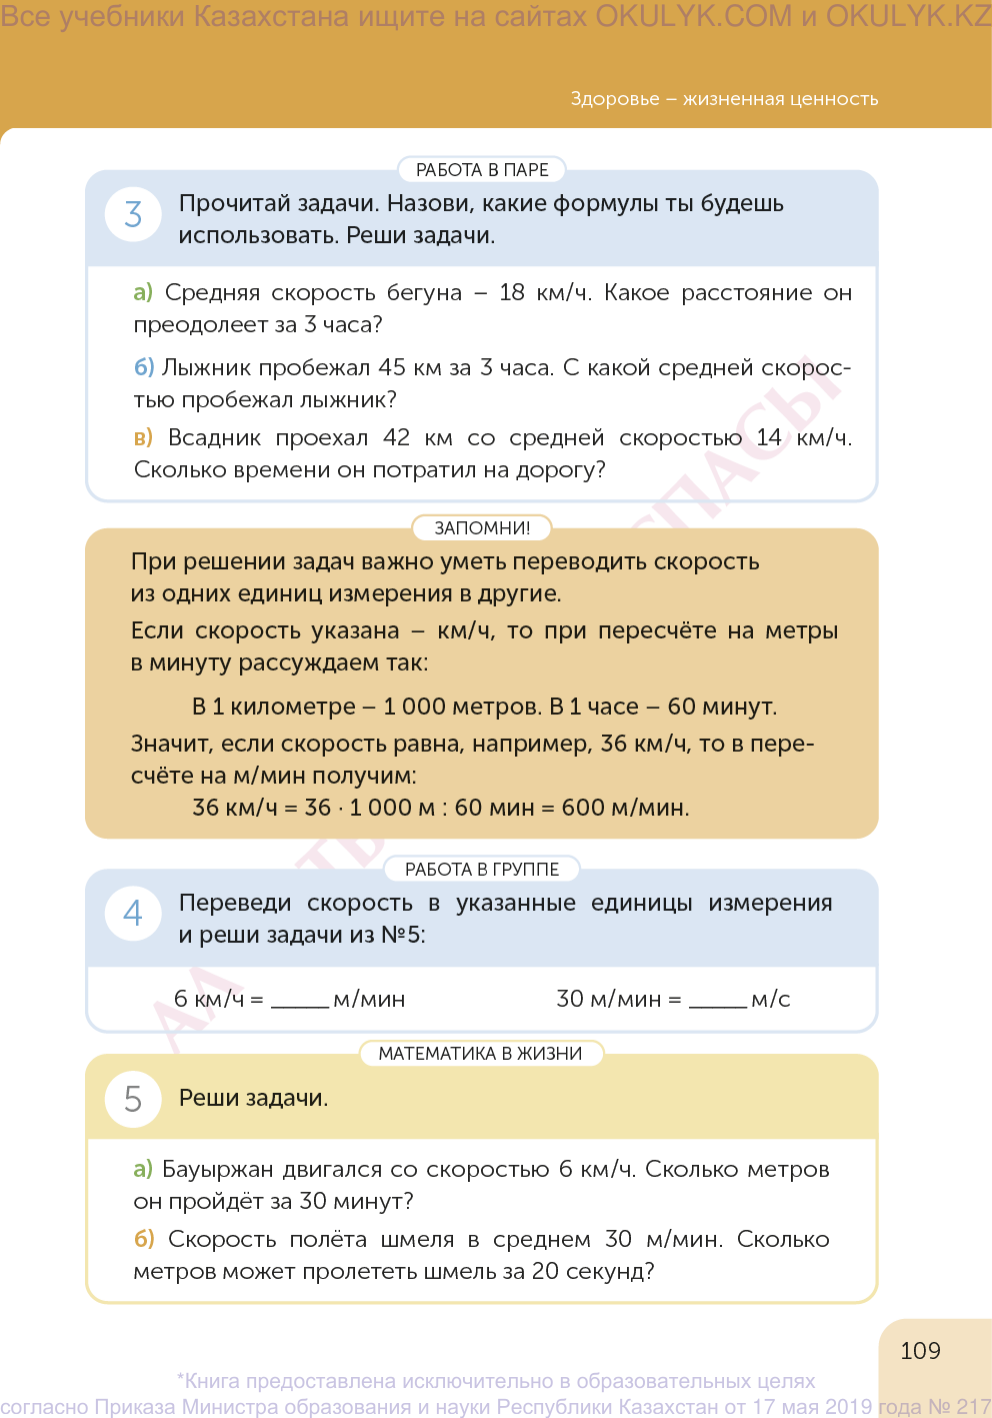 Все учебники Казахстана ищите на сайтах OKULYK.COM и OKULYK.KZ
Здоровье – жизненная ценность
РАБОТА В ПАРЕ
3
Прочитай задачи. Назови, какие формулы ты будешь
использовать. Реши задачи.
а) Средняя скорость бегуна – 18 км/ч. Какое расстояние он
преодолеет за 3 часа?
б) Лыжник пробежал 45 км за 3 часа. С какой средней скорос-
тью пробежал лыжник?
в) Всадник проехал 42 км со средней скоростью 14 км/ч.
Сколько времени он потратил на дорогу?
ЗАПОМНИ!
При решении задач важно уметь переводить скорость
из одних единиц измерения в другие.
Если скорость указана – км/ч, то при пересчёте на метры
в минуту рассуждаем так:
В 1 километре – 1 000 метров. В 1 часе – 60 минут.
Значит, если скорость равна, например, 36 км/ч, то в пере-
счёте на м/мин получим:
36 км/ч = 36 · 1 000 м : 60 мин = 600 м/мин.
РАБОТА В ГРУППЕ
4
Переведи скорость в указанные единицы измерения
и реши задачи из №5:
6 км/ч = _____ м/мин 30 м/мин = _____ м/с
МАТЕМАТИКА В ЖИЗНИ
5
Реши задачи.
а) Бауыржан двигался со скоростью 6 км/ч. Сколько метров
он пройдёт за 30 минут?
б) Скорость полёта шмеля в среднем 30 м/мин. Сколько
метров может пролететь шмель за 20 секунд?
109
*Книга предоставлена исключительно в образовательных целях
согласно Приказа Министра образования и науки Республики Казахстан от 17 мая 2019 года № 217